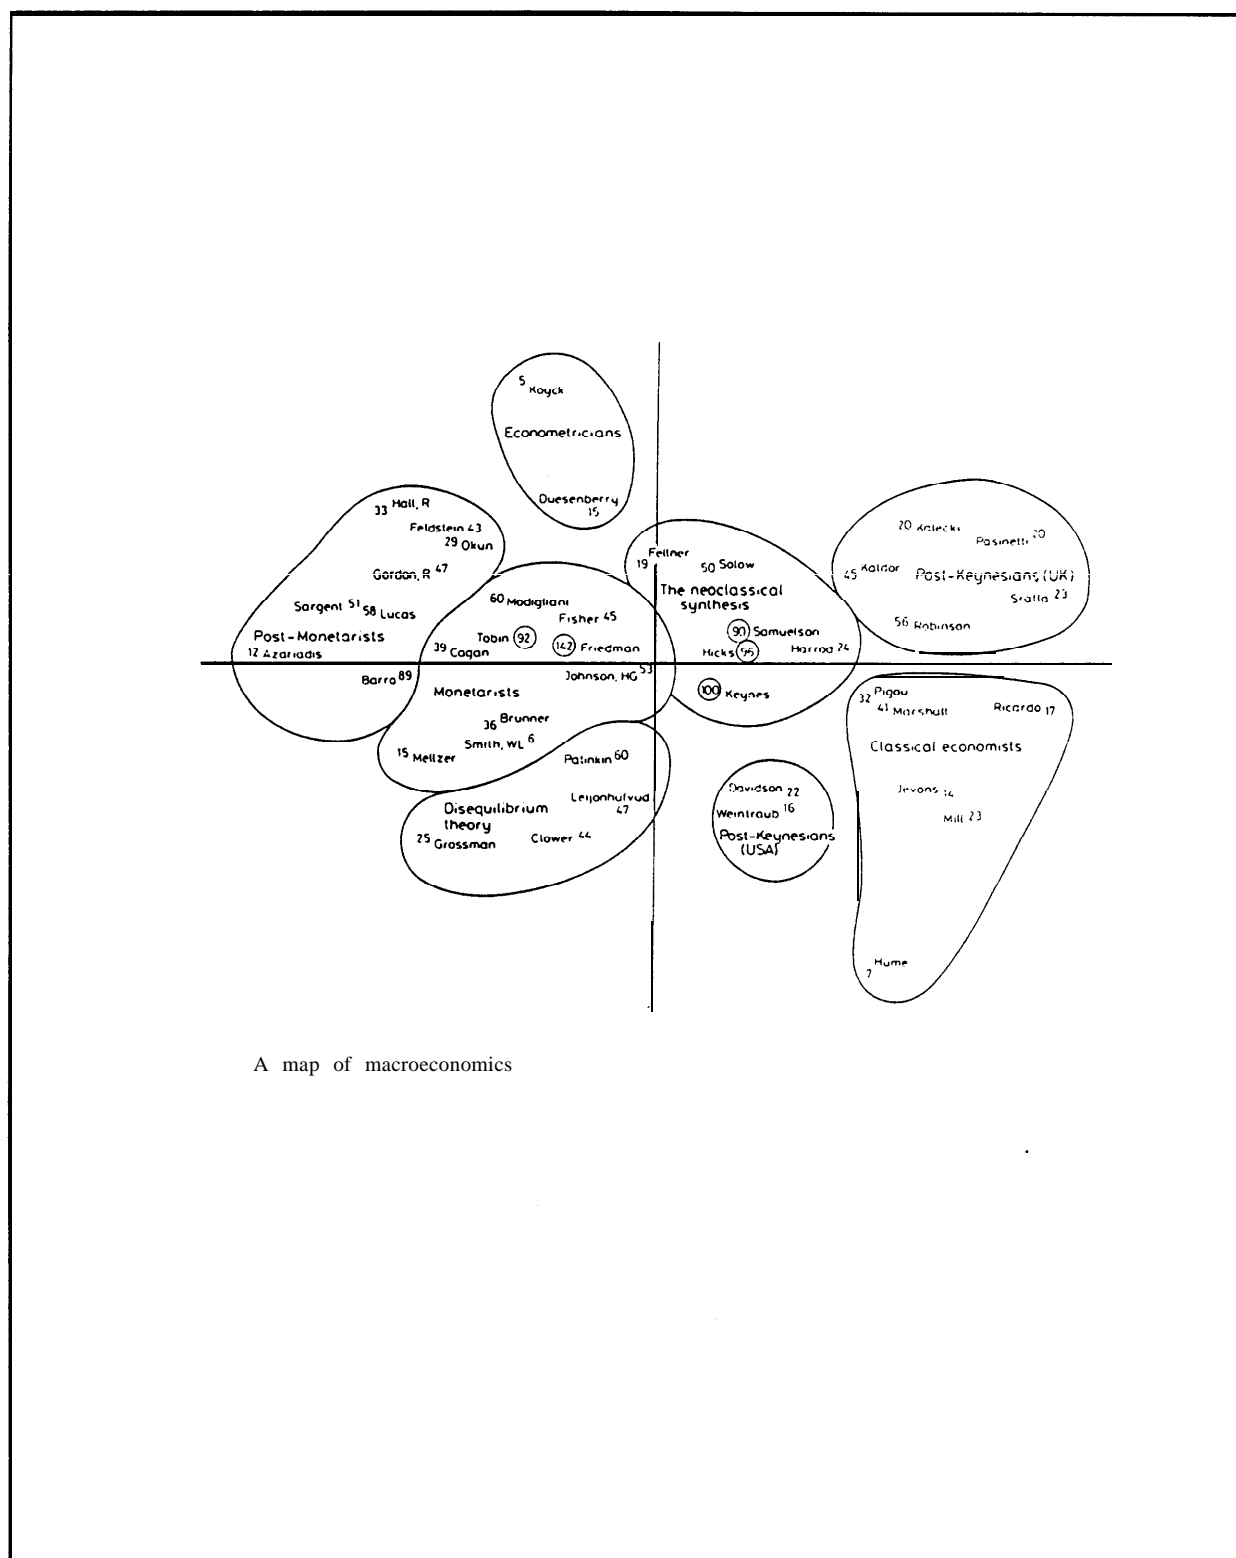 5 Koyck
Econometricians
Duesenberry
15
33 Hall, R
Feldstein 43
29 Okun
Gordon, R 47
Sargent 51 58 Lucas
Post-Monetarists
12 Azariadis
Barro 89
60 Modigliani
Fisher 45
Tobin 92
142 Friedman
39 Cagan
Johnson, HG 53
Monetarists
36 Brunner
Smith, WL 6
15 Meltzer
Patinkin 60
Leijonhufvud
47
Disequilibrium
theory
25 Grossman
Clower 44
19 Fellner
50 Solow
The neoclassical
synthesis
90 Samuelson
Hicks 96
Harrod 24
100 Keynes
20 Kalecki
Pasinetti 20
45 Kaldor
Post-Keynesians (UK)
Sraffa 23
56 Robinson
Davidson 22
Weintraub 16
Post-Keynesians
(USA)
32 Pigou
41 Marshall
Ricardo 17
Classical economists
Jevons 14
Mill 23
7 Hume
A map of macroeconomics